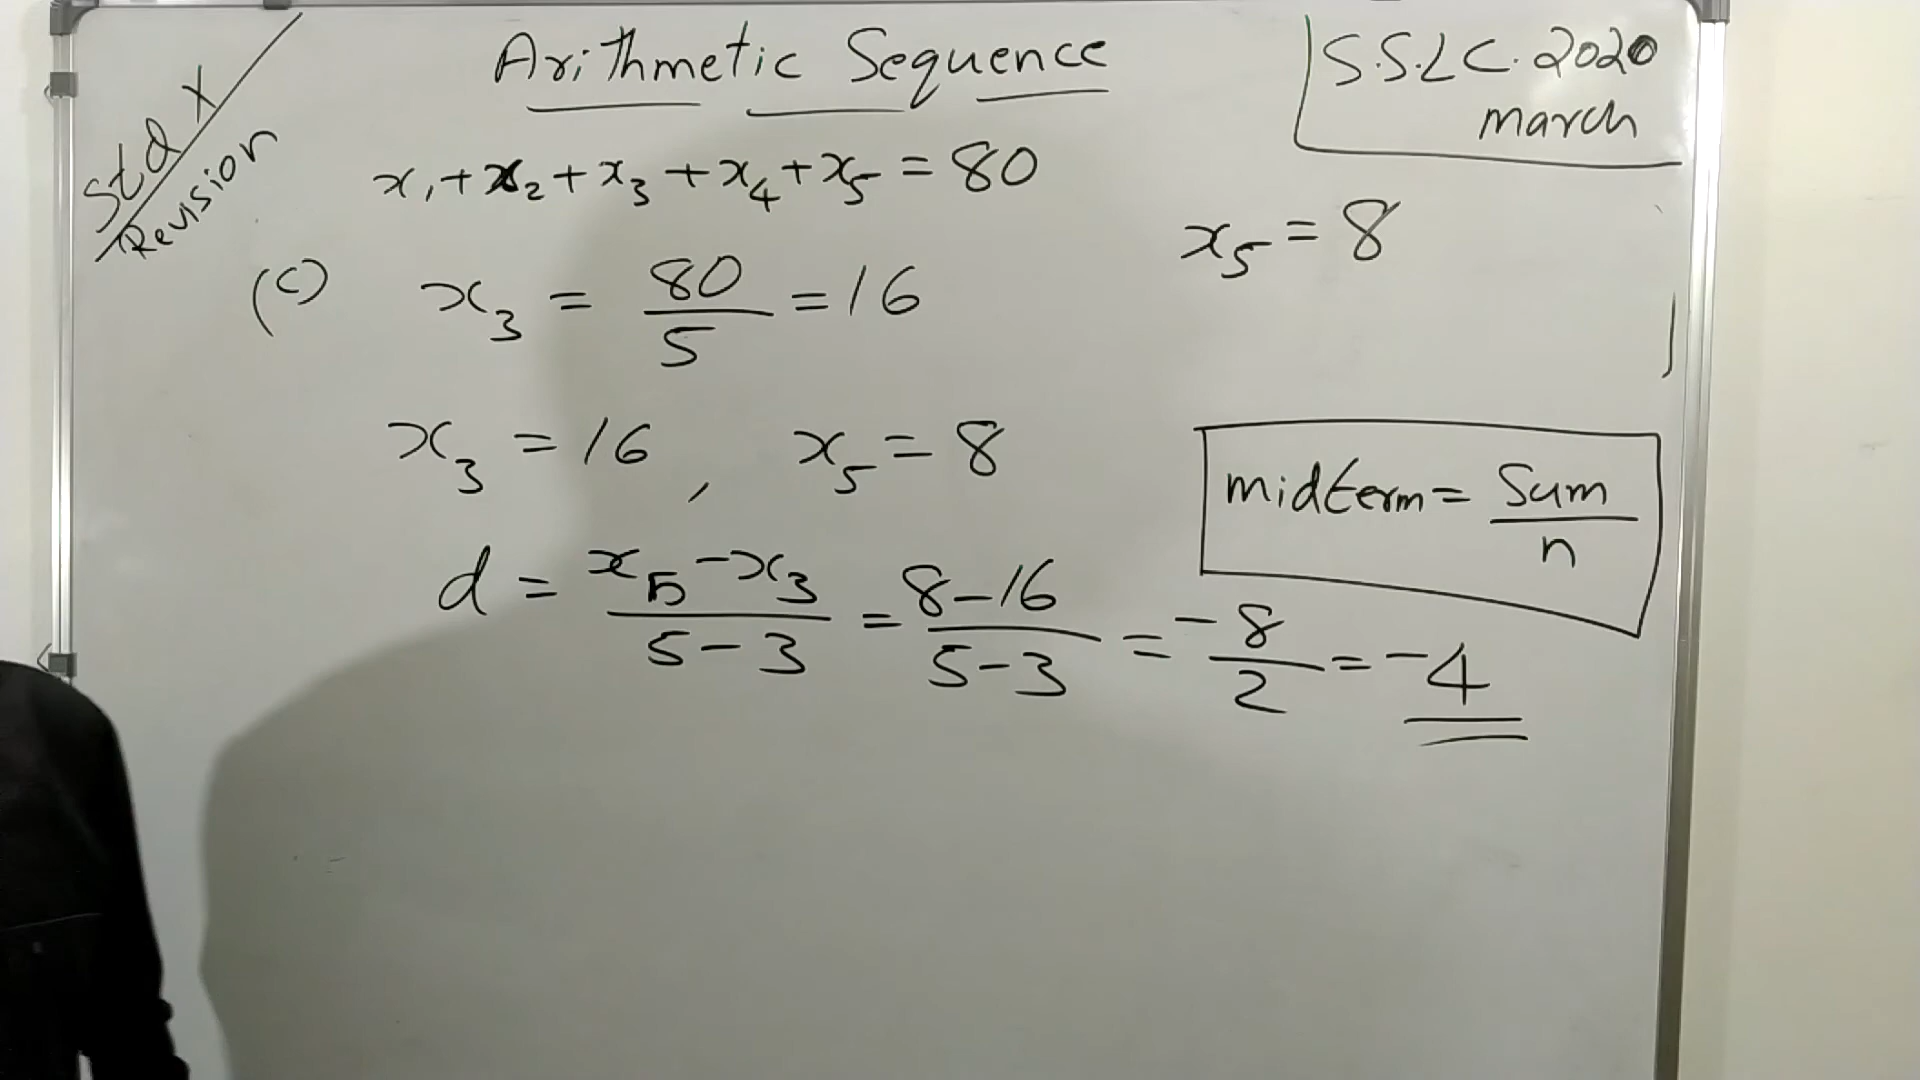 Std X
Revision
Arithmetic Sequence
S.S.L.C. 2020
march
x₁+x₂+x₃+x₄+x₅=80
x₅=8
(c) x₃ = 80/5 = 16
x₃ = 16, x₅ = 8
midterm = Sum/n
d = x₅-x₃/5-3 = 8-16/5-3 = -8/2 = -4